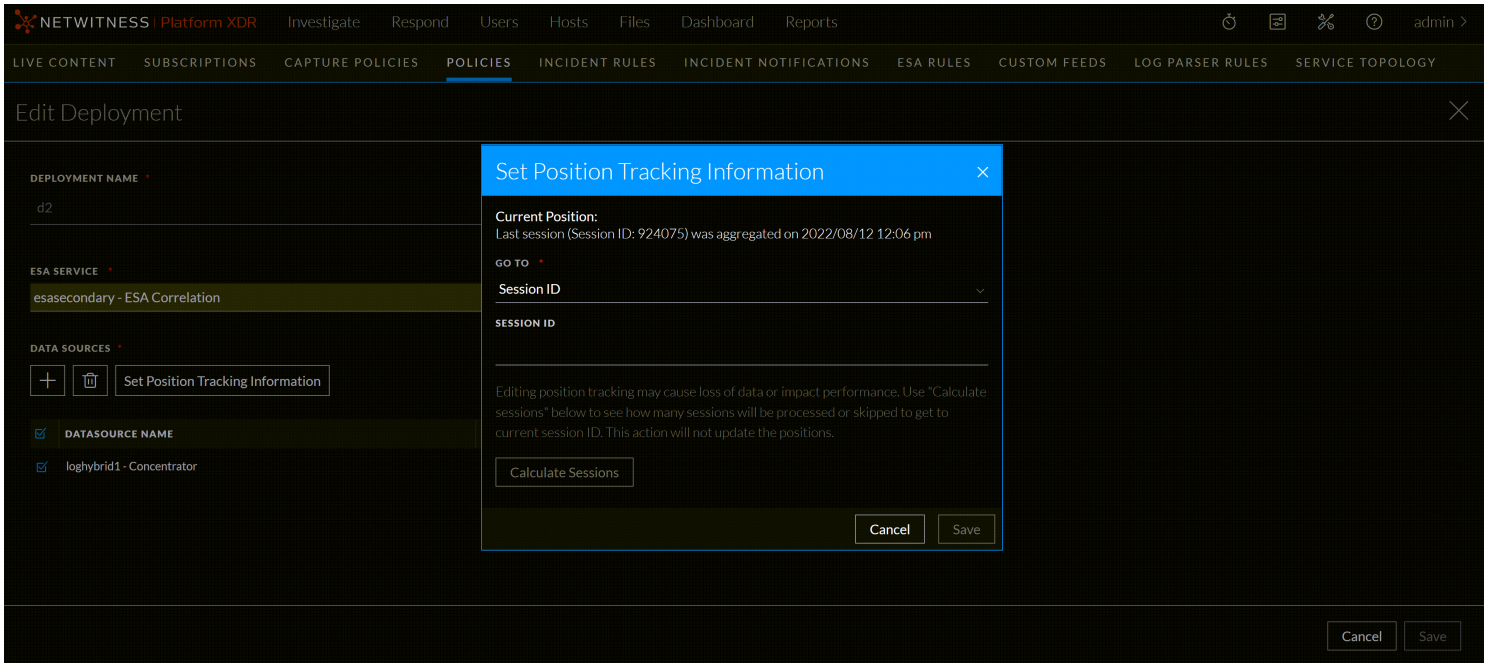 NETWITNESS Platform XDR Investigate Respond Users Hosts Files Dashboard Reports admin
LIVE CONTENT SUBSCRIPTIONS CAPTURE POLICIES POLICIES INCIDENT RULES INCIDENT NOTIFICATIONS ESA RULES CUSTOM FEEDS LOG PARSER RULES SERVICE TOPOLOGY
Edit Deployment
DEPLOYMENT NAME *
d2
ESA SERVICE *
esasecondary - ESA Correlation
DATA SOURCES *
Set Position Tracking Information
DATASOURCE NAME
loghybrid1 - Concentrator
Set Position Tracking Information
Current Position:
Last session (Session ID: 924075) was aggregated on 2022/08/12 12:06 pm
GO TO *
Session ID
SESSION ID
Editing position tracking may cause loss of data or impact performance. Use "Calculate
sessions" below to see how many sessions will be processed or skipped to get to
current session ID. This action will not update the positions.
Calculate Sessions
Cancel Save
Cancel Save